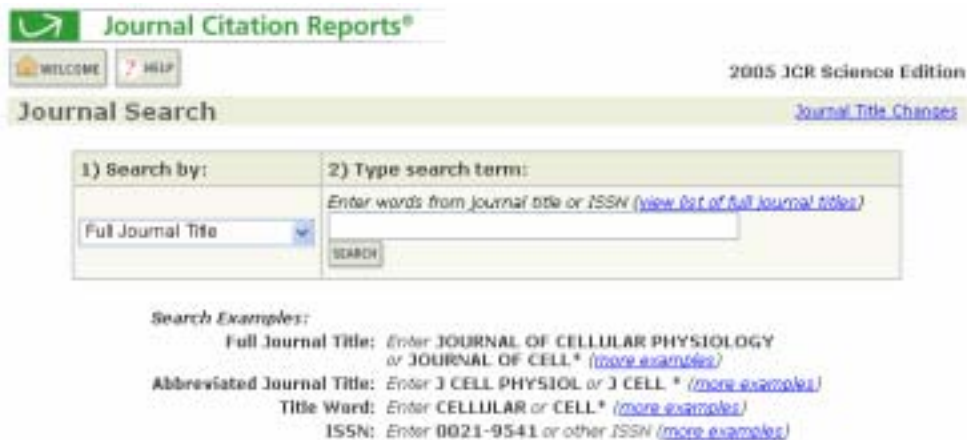 Journal Citation Reports®
WELCOME ? HELP
2005 JCR Science Edition
Journal Search Journal Title Changes
1) Search by: 2) Type search term:
Enter words from journal title or ISSN (view list of full journal titles)
Full Journal Title
SEARCH
Search Examples:
Full Journal Title: Enter JOURNAL OF CELLULAR PHYSIOLOGY
or JOURNAL OF CELL* (more examples)
Abbreviated Journal Title: Enter J CELL PHYSIOL or J CELL * (more examples)
Title Word: Enter CELLULAR or CELL* (more examples)
ISSN: Enter 0021-9541 or other ISSN (more examples)